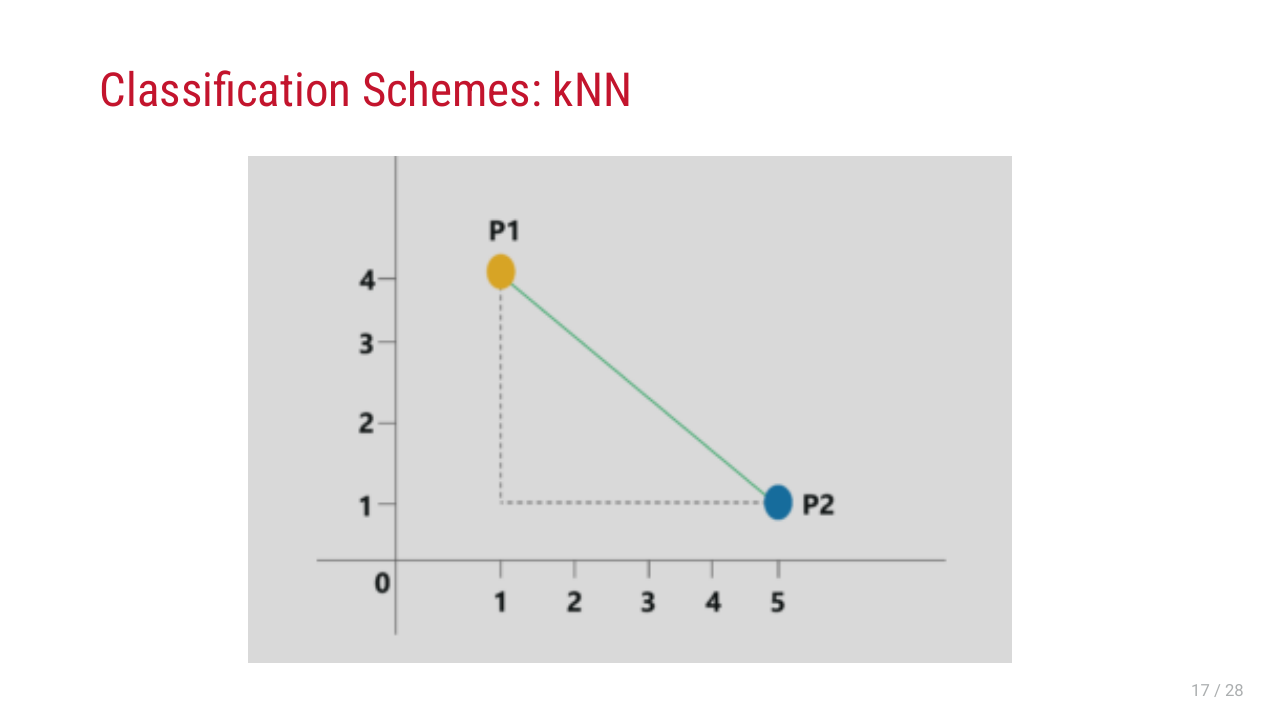 Classification Schemes: kNN
P1
4
3
2
1
P2
0
1 2 3 4 5
17 / 28